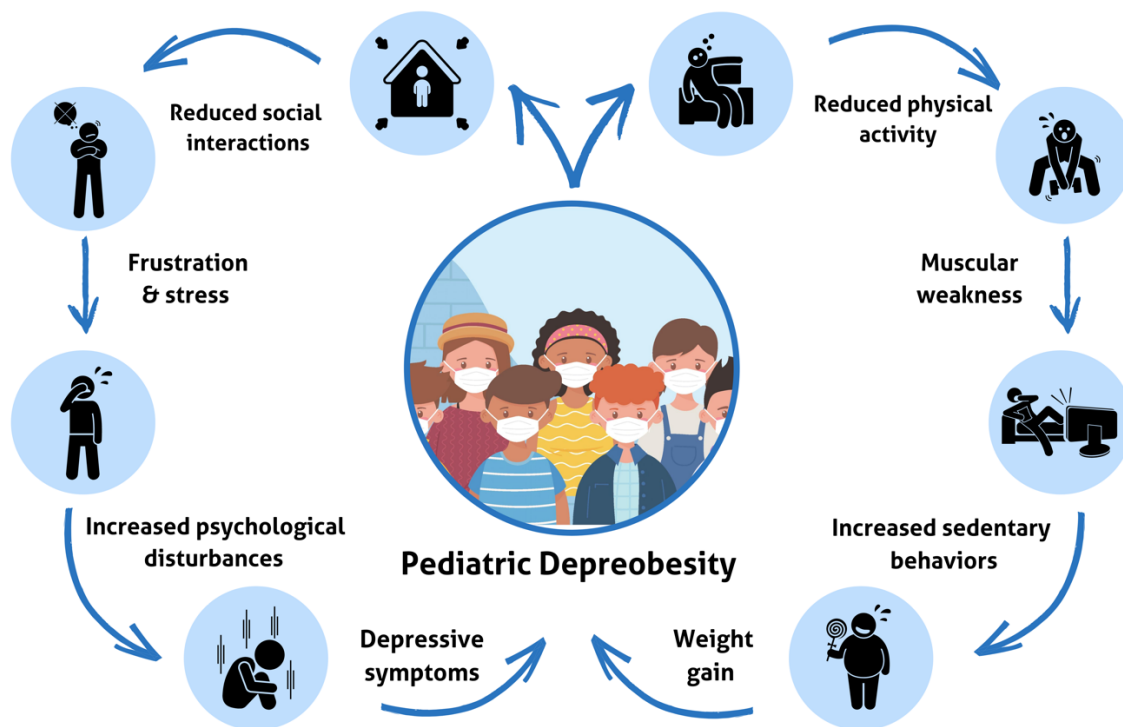 Reduced social
interactions
Reduced physical
activity
Frustration
& stress
Muscular
weakness
Increased psychological
disturbances
Increased sedentary
behaviors
Pediatric Depreobesity
Depressive
symptoms
Weight
gain